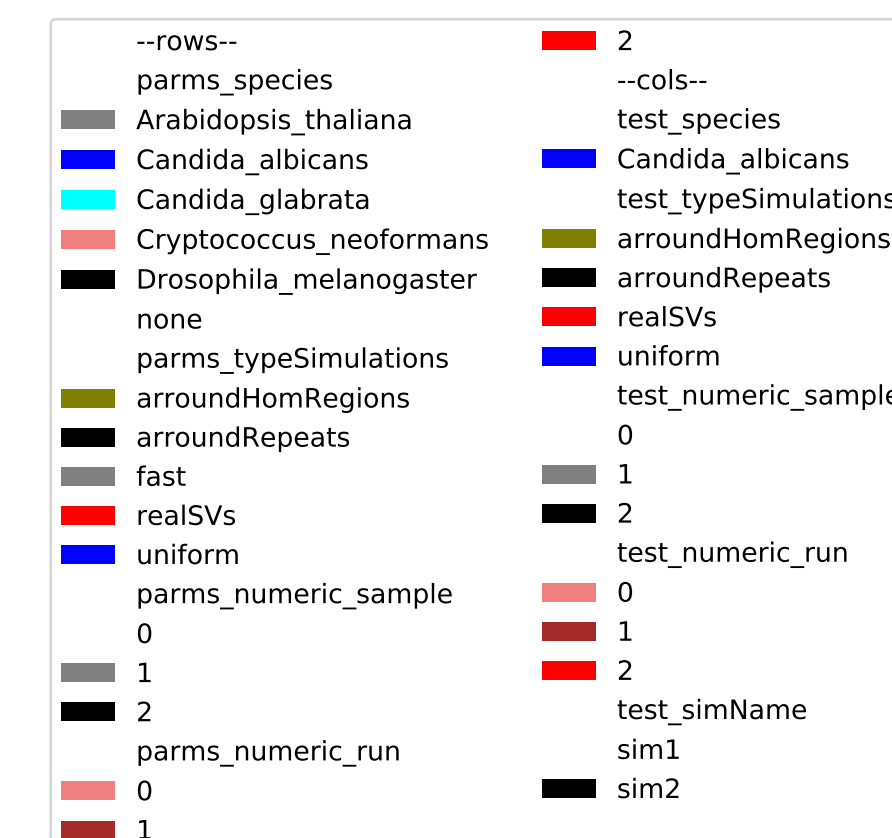 --rows--
parms_species
Arabidopsis_thaliana
Candida_albicans
Candida_glabrata
Cryptococcus_neoformans
Drosophila_melanogaster
none
parms_typeSimulations
arroundHomRegions
arroundRepeats
fast
realSVs
uniform
parms_numeric_sample
0
1
2
parms_numeric_run
0
1
2
--cols--
test_species
Candida_albicans
test_typeSimulations
arroundHomRegions
arroundRepeats
realSVs
uniform
test_numeric_sample
0
1
2
test_numeric_run
0
1
2
test_simName
sim1
sim2